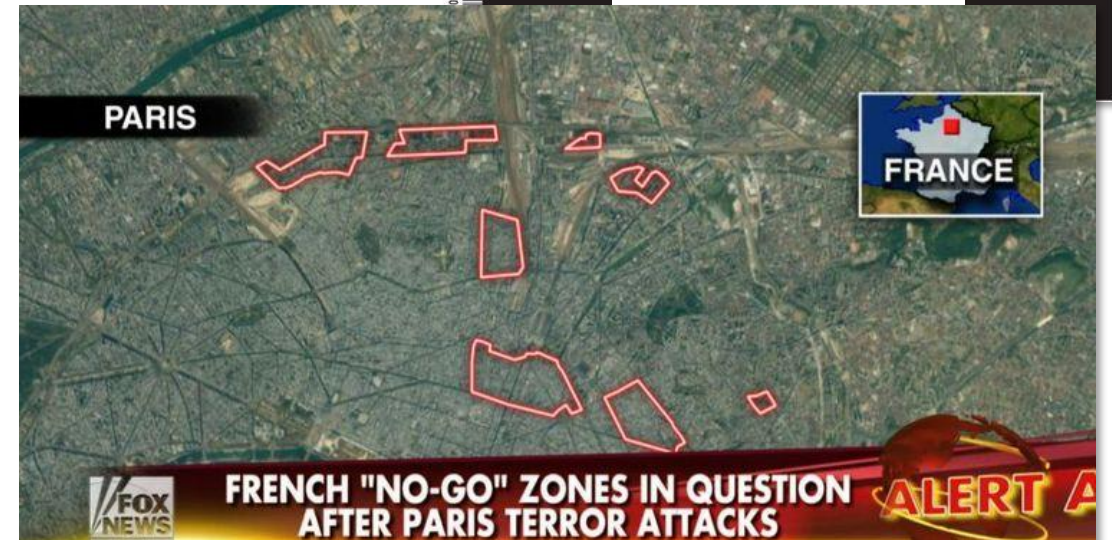 PARIS
FRANCE
FOX
NEWS
FRENCH "NO-GO" ZONES IN QUESTION
AFTER PARIS TERROR ATTACKS
ALERT A